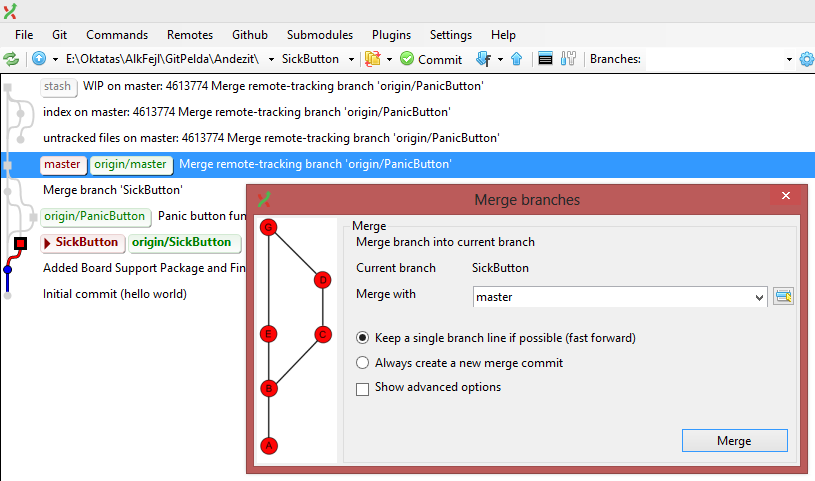 File Git Commands Remotes Github Submodules Plugins Settings Help
E:\Oktatas\AlkFejl\GitPelda\Andezit\ SickButton Commit Branches:
stash WIP on master: 4613774 Merge remote-tracking branch 'origin/PanicButton'
index on master: 4613774 Merge remote-tracking branch 'origin/PanicButton'
untracked files on master: 4613774 Merge remote-tracking branch 'origin/PanicButton'
master origin/master Merge remote-tracking branch 'origin/PanicButton'
Merge branch 'SickButton'
origin/PanicButton Panic button fun
SickButton origin/SickButton
Added Board Support Package and Fin
Initial commit (hello world)
Merge branches
G
D
E
C
B
A
Merge
Merge branch into current branch
Current branch SickButton
Merge with master
Keep a single branch line if possible (fast forward)
Always create a new merge commit
Show advanced options
Merge